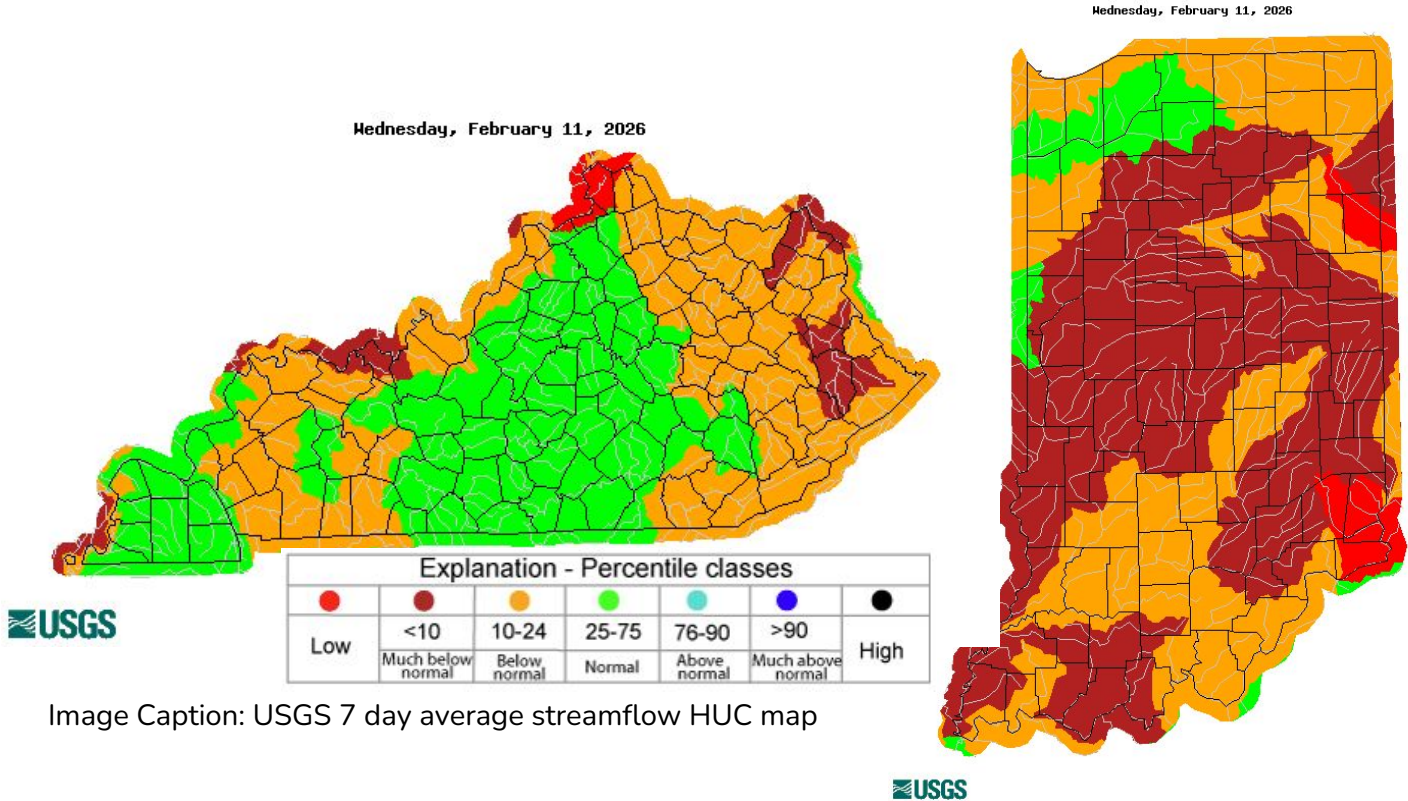 Wednesday, February 11, 2026
Wednesday, February 11, 2026
Explanation - Percentile classes
Low
<10
10-24
25-75
76-90
>90
High
Much below normal
Below normal
Normal
Above normal
Much above normal
USGS
Image Caption: USGS 7 day average streamflow HUC map
USGS